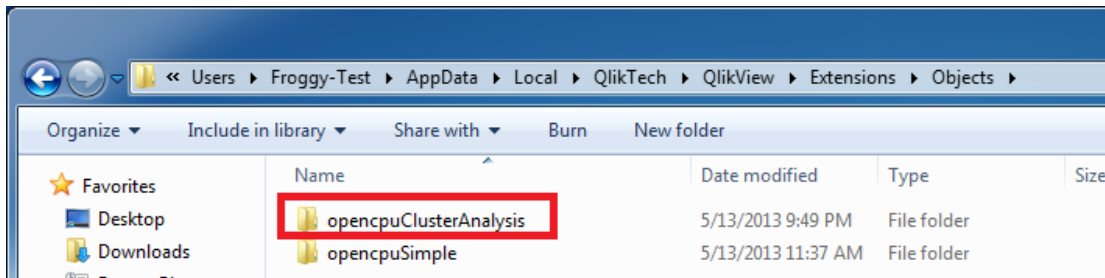 « Users ▸ Froggy-Test ▸ AppData ▸ Local ▸ QlikTech ▸ QlikView ▸ Extensions ▸ Objects ▸
Organize ▾ Include in library ▾ Share with ▾ Burn New folder
Favorites Name Date modified Type Size
Desktop opencpuClusterAnalysis 5/13/2013 9:49 PM File folder
Downloads opencpuSimple 5/13/2013 11:37 AM File folder